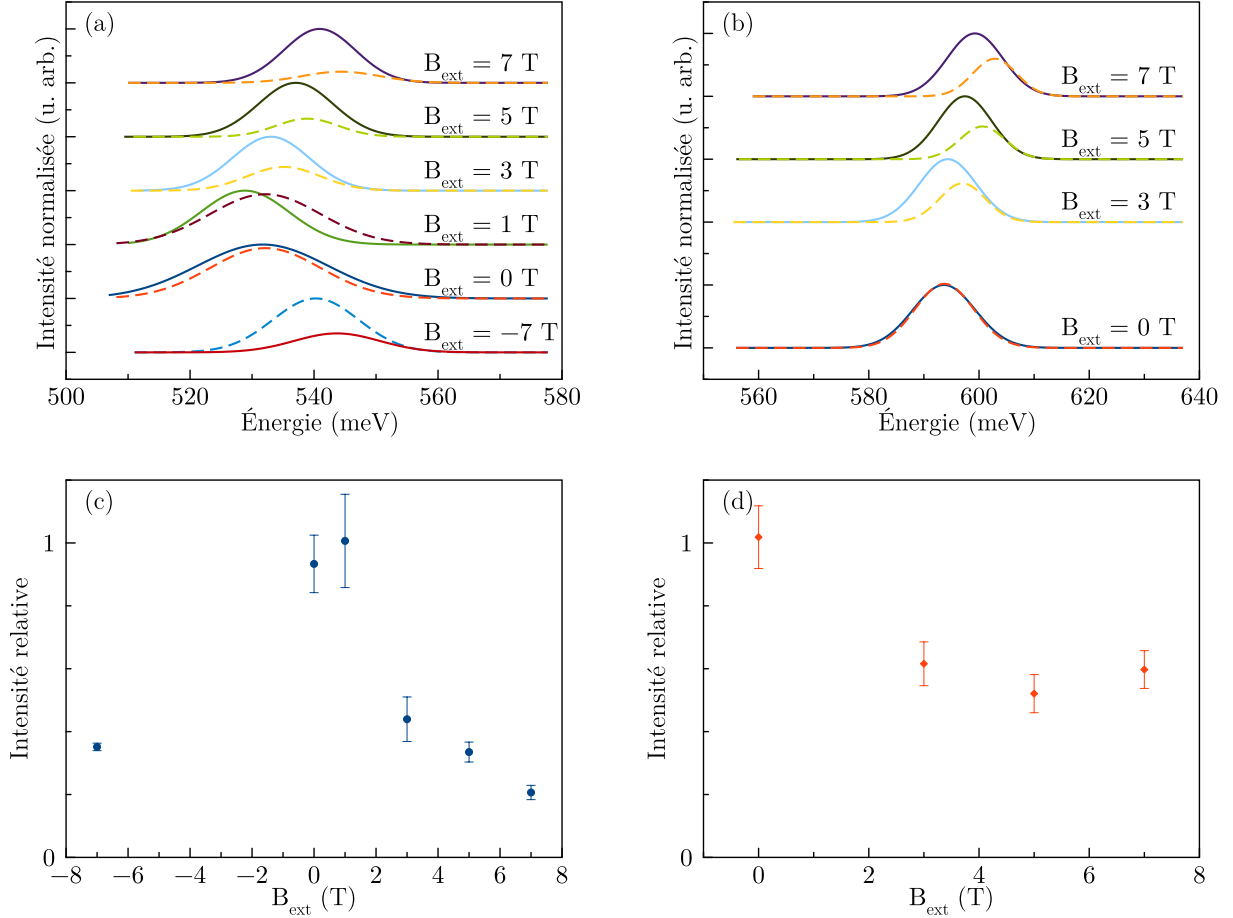 (a)
Intensité normalisée (u. arb.)
B_ext = 7 T
B_ext = 5 T
B_ext = 3 T
B_ext = 1 T
B_ext = 0 T
B_ext = −7 T
500 520 540 560 580
Énergie (meV)
(b)
Intensité normalisée (u. arb.)
B_ext = 7 T
B_ext = 5 T
B_ext = 3 T
B_ext = 0 T
560 580 600 620 640
Énergie (meV)
(c)
Intensité relative
1
0
−8 −6 −4 −2 0 2 4 6 8
B_ext (T)
(d)
Intensité relative
1
0
0 2 4 6 8
B_ext (T)